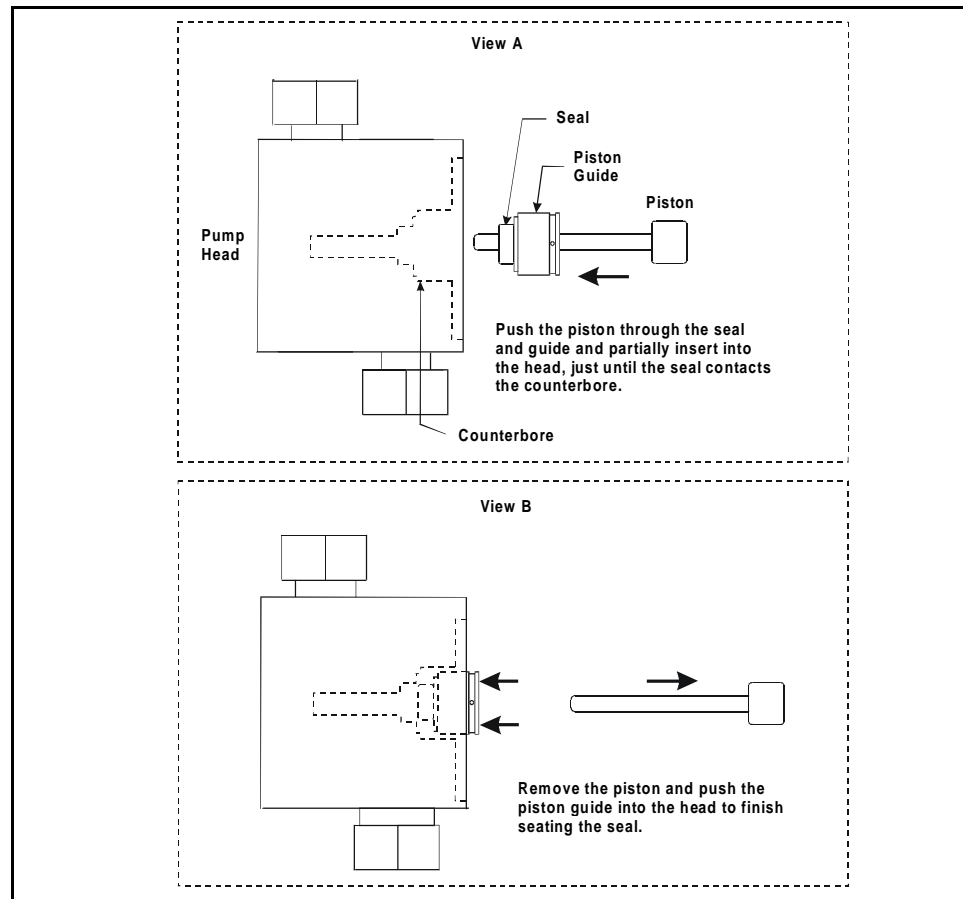 View A
Seal
Piston
Guide
Piston
Pump
Head
Push the piston through the seal
and guide and partially insert into
the head, just until the seal contacts
the counterbore.
Counterbore
View B
Remove the piston and push the
piston guide into the head to finish
seating the seal.